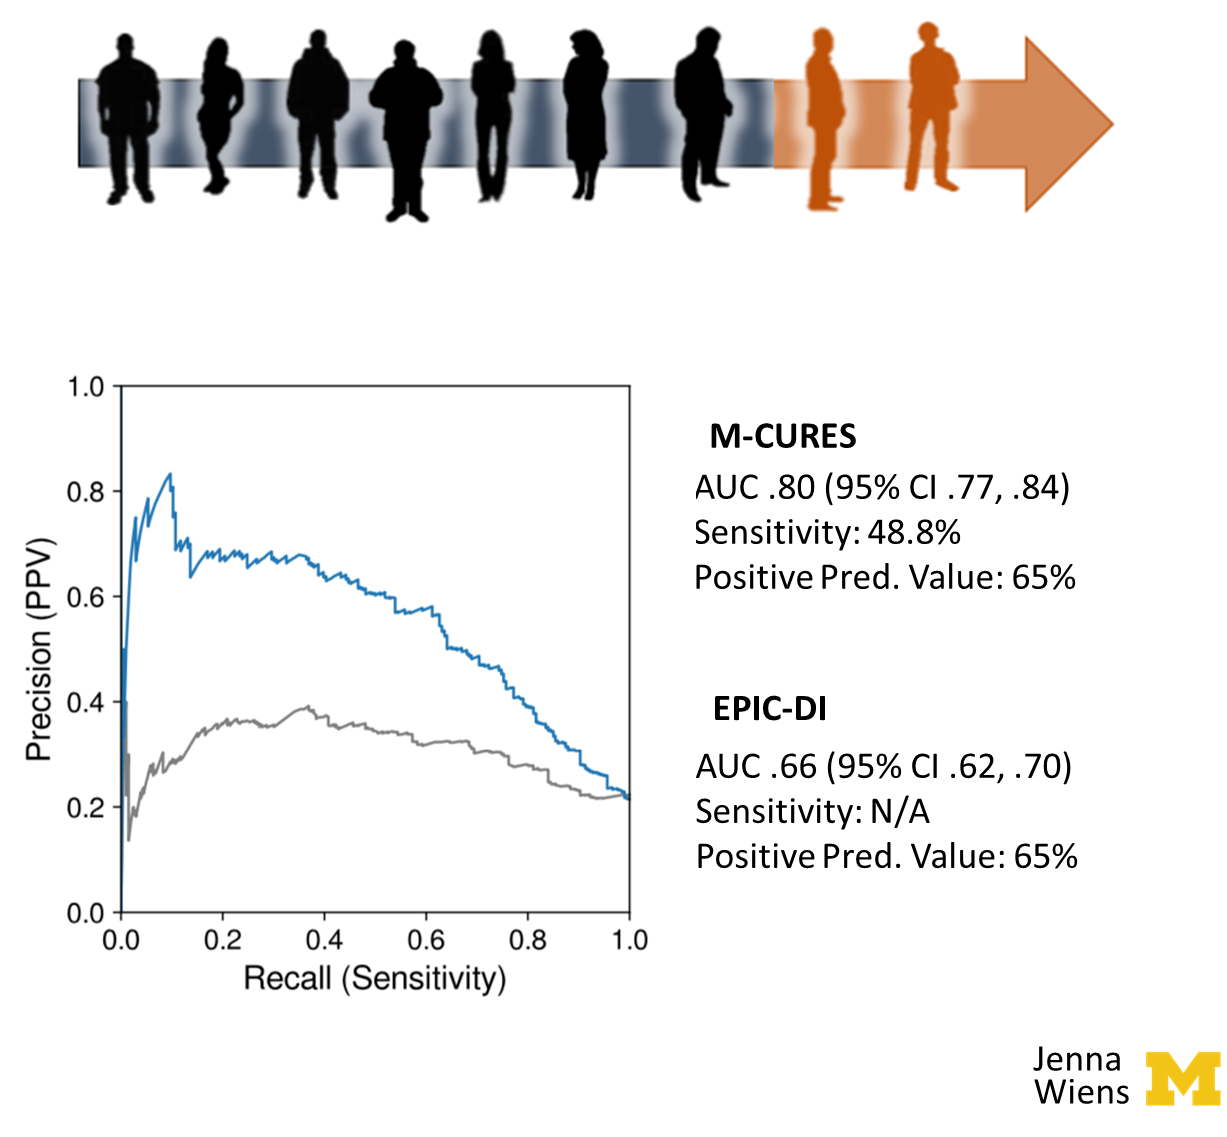 1.0
0.8
0.6
0.4
0.2
0.0
Precision (PPV)
0.0 0.2 0.4 0.6 0.8 1.0
Recall (Sensitivity)
M-CURES
AUC .80 (95% CI .77, .84)
Sensitivity: 48.8%
Positive Pred. Value: 65%
EPIC-DI
AUC .66 (95% CI .62, .70)
Sensitivity: N/A
Positive Pred. Value: 65%
Jenna
Wiens
M